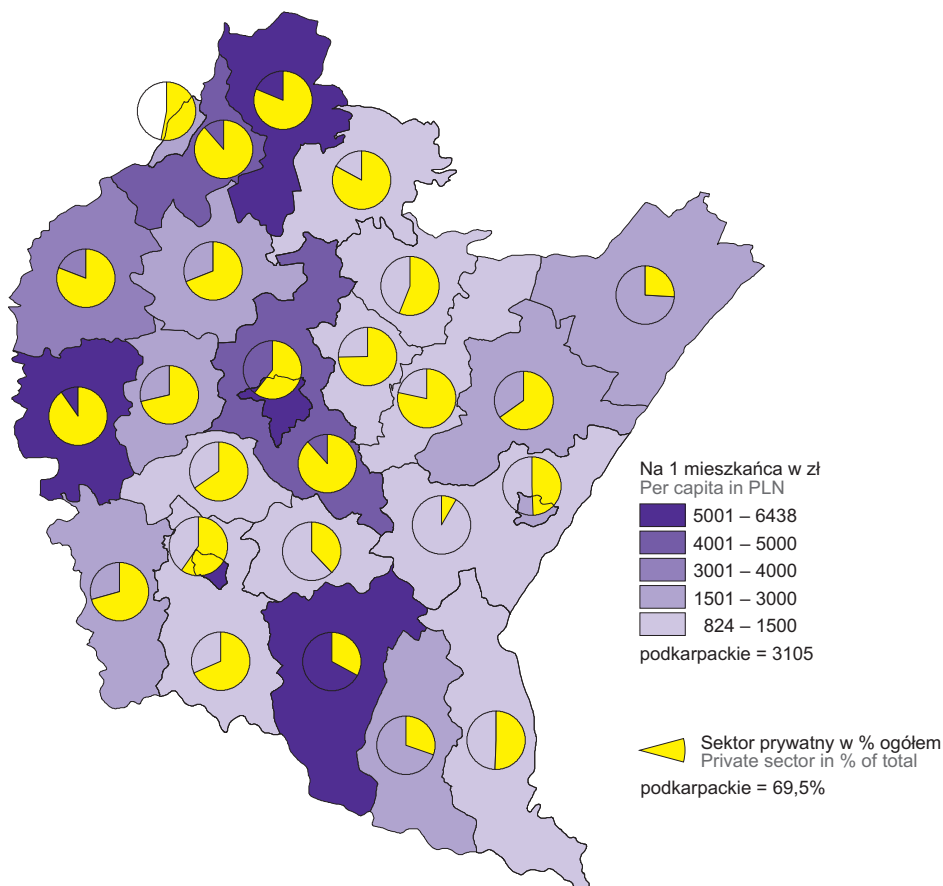 Na 1 mieszkańca w zł
Per capita in PLN
5001 – 6438
4001 – 5000
3001 – 4000
1501 – 3000
824 – 1500
podkarpackie = 3105
Sektor prywatny w % ogółem
Private sector in % of total
podkarpackie = 69,5%